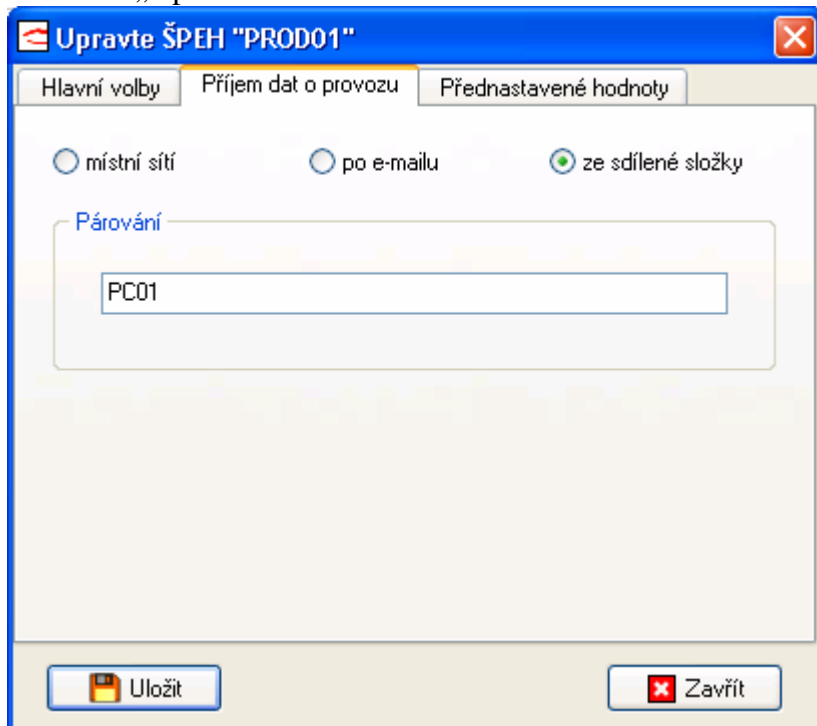 Upravte ŠPEH "PROD01"
Hlavní volby Příjem dat o provozu Přednastavené hodnoty
místní sítí po e-mailu ze sdílené složky
Párování
PC01
Uložit Zavřít